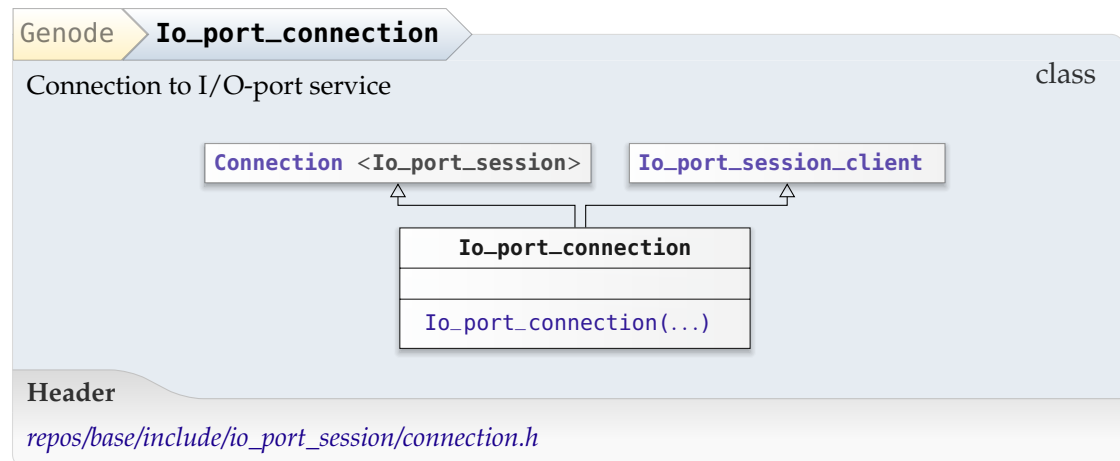 Genode Io_port_connection
Connection to I/O-port service
class
Connection <Io_port_session>
Io_port_session_client
Io_port_connection
Io_port_connection(...)
Header
repos/base/include/io_port_session/connection.h